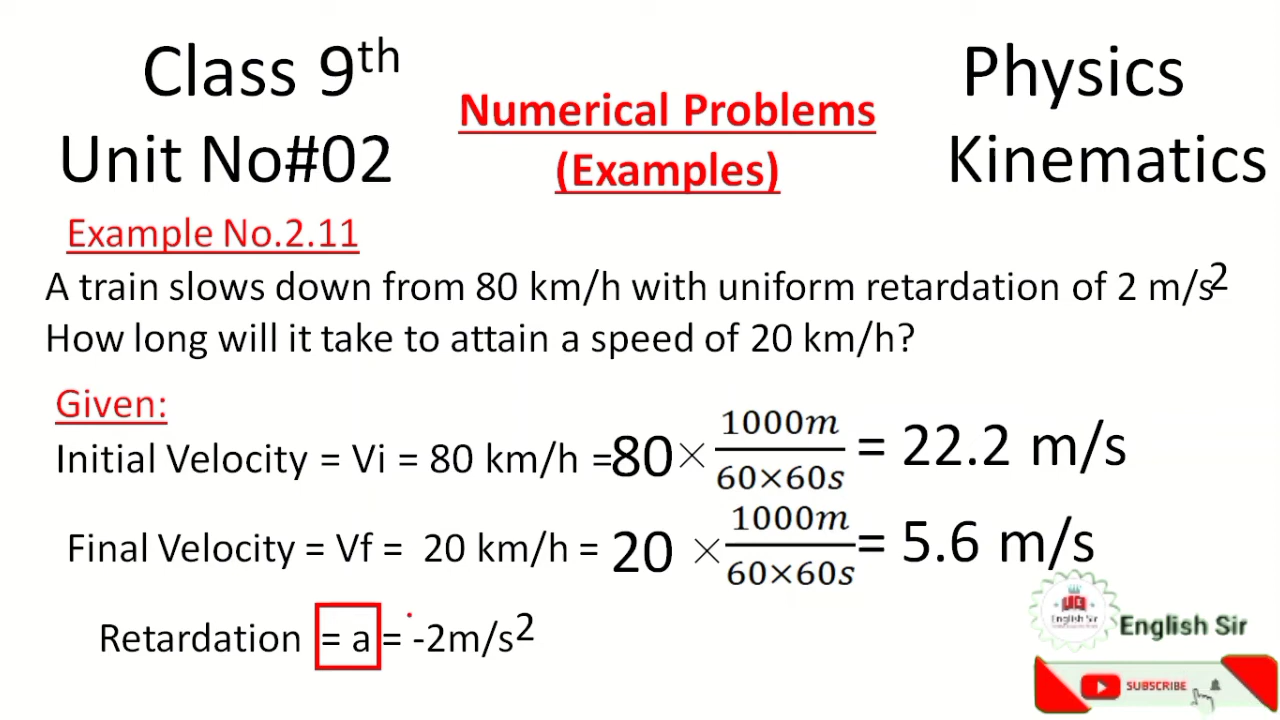 Class 9th
Unit No#02
Numerical Problems
(Examples)
Physics
Kinematics
Example No.2.11
A train slows down from 80 km/h with uniform retardation of 2 m/s2
How long will it take to attain a speed of 20 km/h?
Given:
Initial Velocity = Vi = 80 km/h =80 × 1000m / 60×60s = 22.2 m/s
Final Velocity = Vf = 20 km/h = 20 × 1000m / 60×60s = 5.6 m/s
Retardation = a = -2m/s2
English Sir
English Sir
SUBSCRIBE